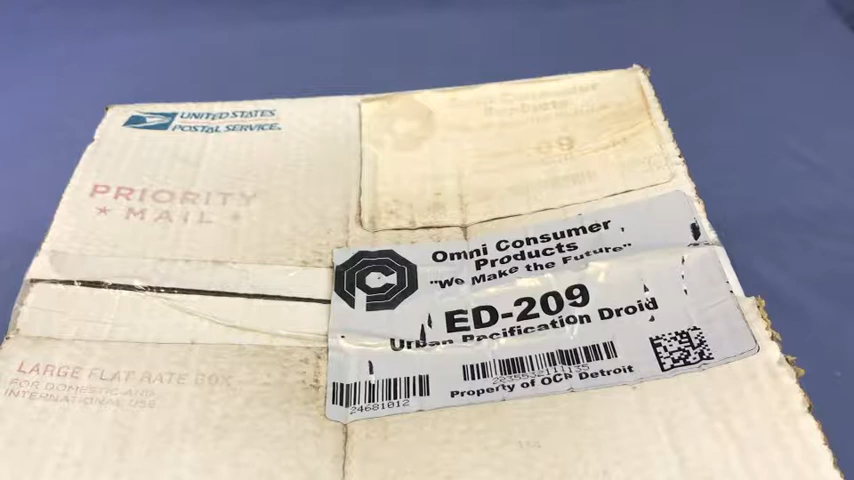 UNITED STATES
POSTAL SERVICE®
PRIORITY
★ MAIL ★
LARGE FLAT RATE BOX
FOR DOMESTIC AND
INTERNATIONAL USE
Omni Consumer
Products
"We Make the Future"
ED-209
Urban Pacification Droid
24681012
Property of OCP Detroit